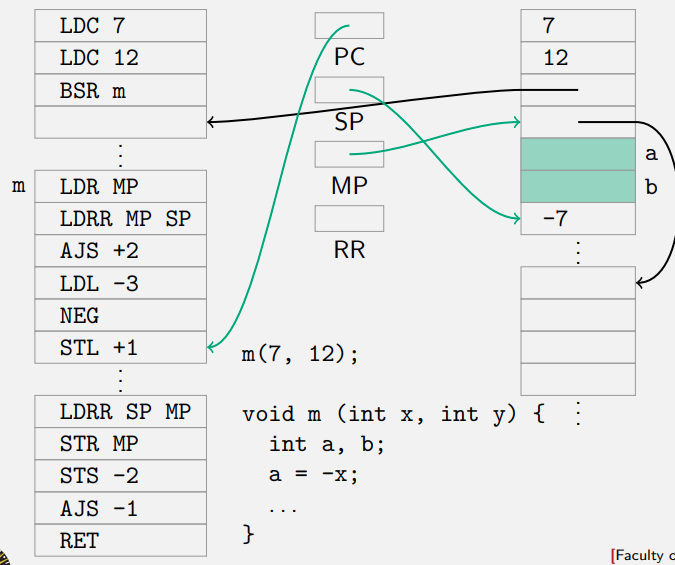 LDC 7
LDC 12
BSR m
⋮
m LDR MP
LDRR MP SP
AJS +2
LDL -3
NEG
STL +1
⋮
LDRR SP MP
STR MP
STS -2
AJS -1
RET
PC
SP
MP
RR
7
12
a
b
-7
⋮
⋮
m(7, 12);
void m (int x, int y) {
int a, b;
a = -x;
...
}
[Faculty o